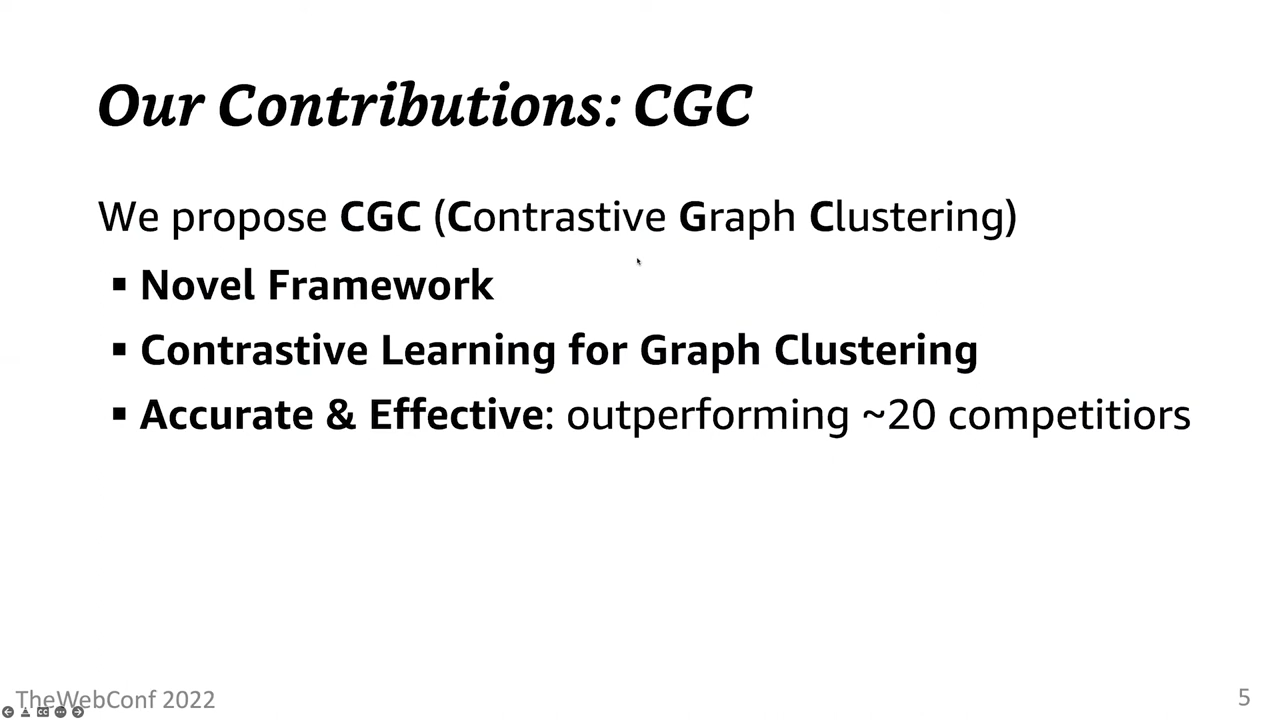 Our Contributions: CGC
We propose CGC (Contrastive Graph Clustering)
▪ Novel Framework
▪ Contrastive Learning for Graph Clustering
▪ Accurate & Effective: outperforming ~20 competitiors
TheWebConf 2022
5